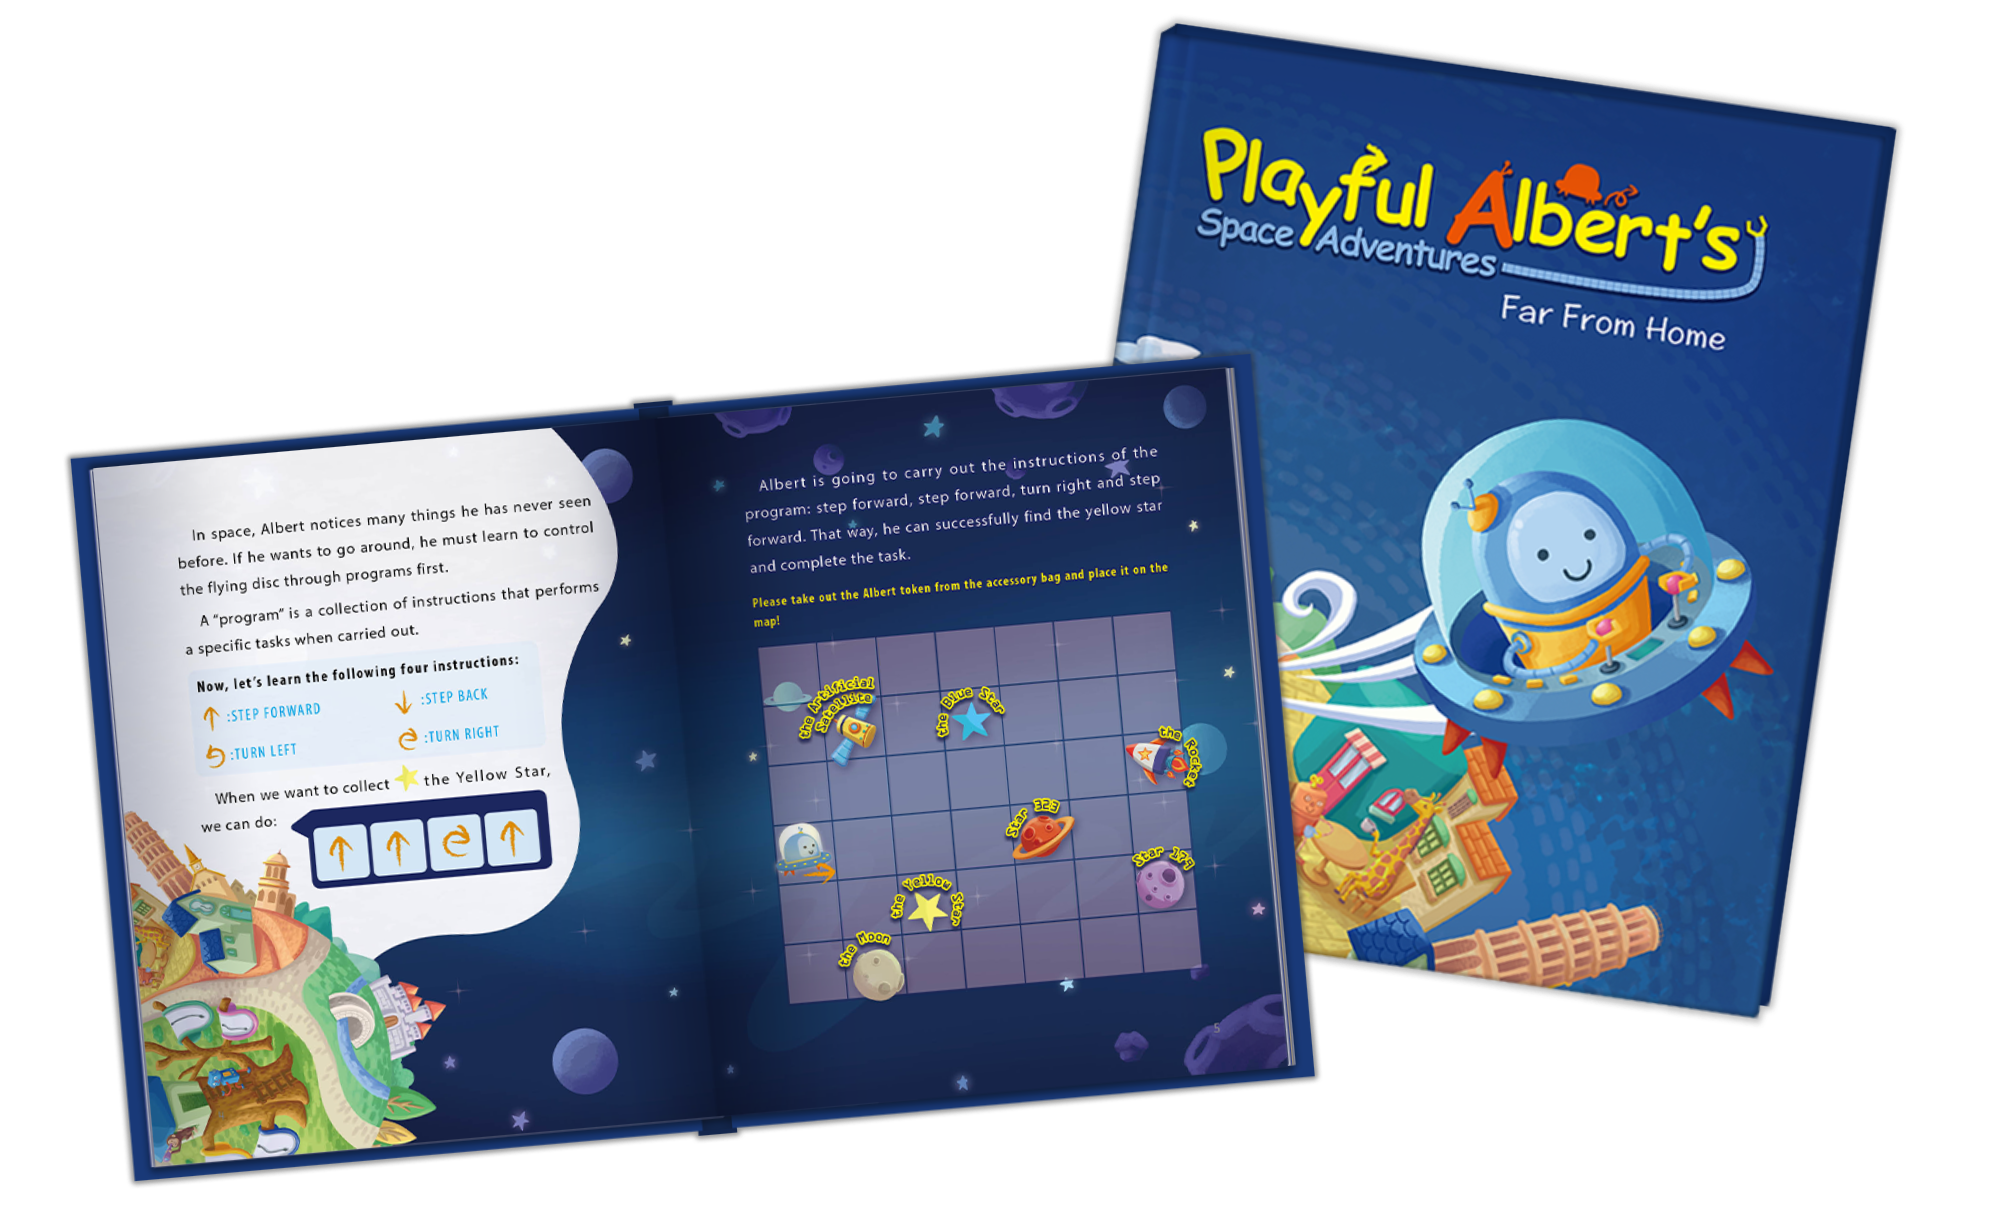 Playful Albert's
Space Adventures
Far From Home
In space, Albert notices many things he has never seen
before. If he wants to go around, he must learn to control
the flying disc through programs first.
A “program” is a collection of instructions that performs
a specific tasks when carried out.
Now, let's learn the following four instructions:
:STEP FORWARD
:STEP BACK
:TURN LEFT
:TURN RIGHT
When we want to collect the Yellow Star,
we can do:
Albert is going to carry out the instructions of the
program: step forward, step forward, turn right and step
forward. That way, he can successfully find the yellow star
and complete the task.
Please take out the Albert token from the accessory bag and place it on the
map!
the Artificial
Satellite
the Blue Star
the Rocket
Star 323
Star 179
the Yellow Star
the Moon
5